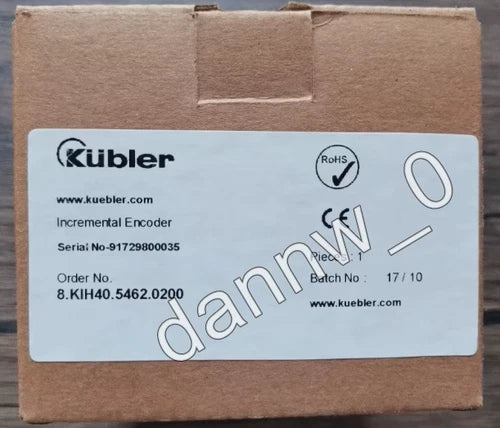 Kübler
RoHS
www.kuebler.com
Incremental Encoder
CE
Serial No-91729800035
Pieces : 1
Order No.
Batch No : 17 / 10
8.KIH40.5462.0200
www.kuebler.com
dannw_0